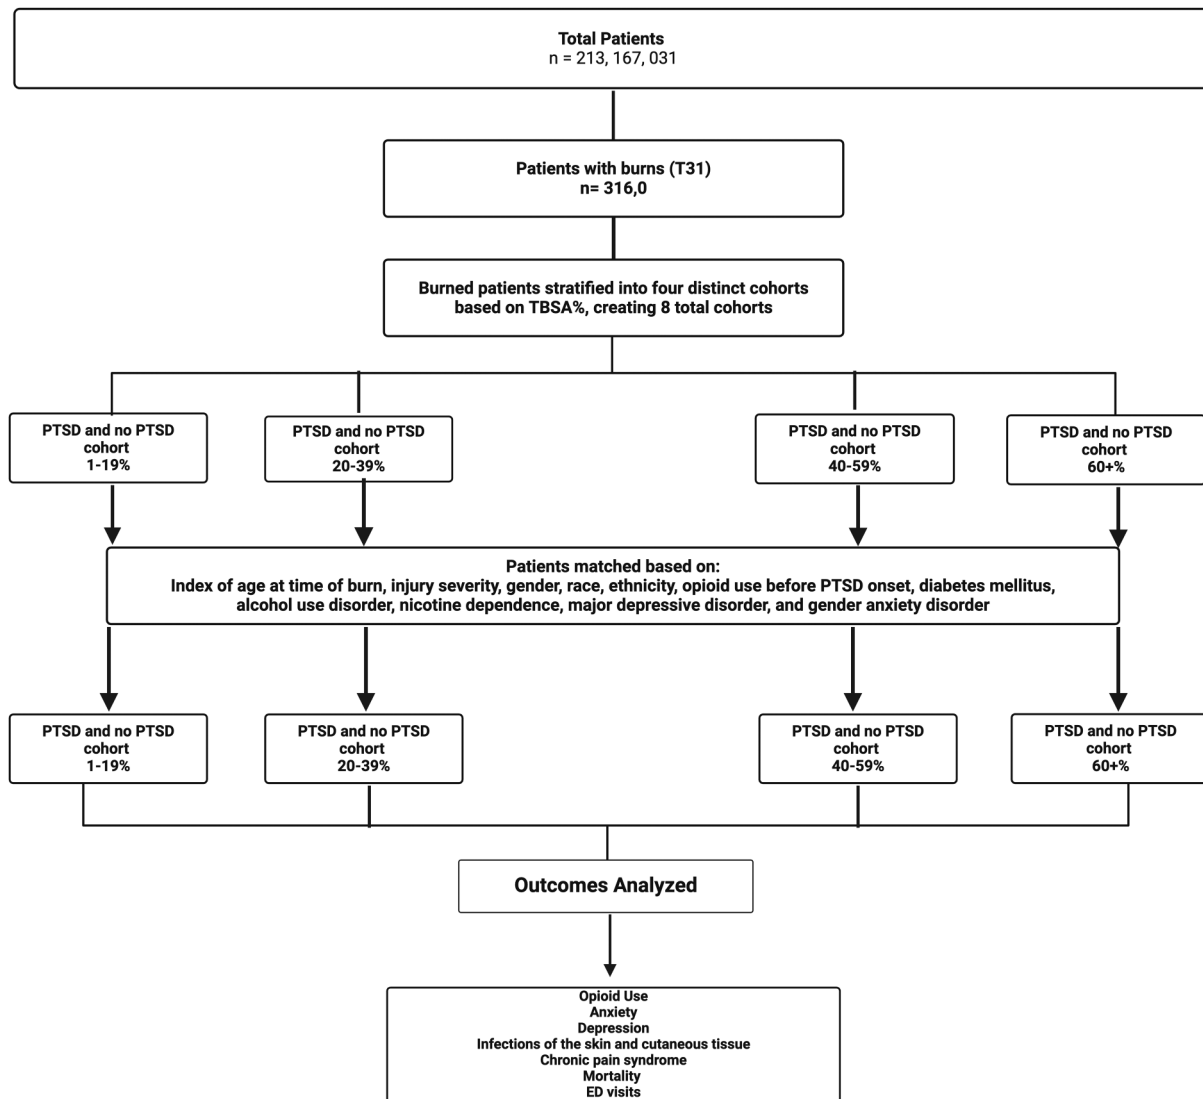 Total Patients
n = 213, 167, 031
Patients with burns (T31)
n= 316,0
Burned patients stratified into four distinct cohorts
based on TBSA%, creating 8 total cohorts
PTSD and no PTSD
cohort
1-19%
PTSD and no PTSD
cohort
20-39%
PTSD and no PTSD
cohort
40-59%
PTSD and no PTSD
cohort
60+%
Patients matched based on:
Index of age at time of burn, injury severity, gender, race, ethnicity, opioid use before PTSD onset, diabetes mellitus,
alcohol use disorder, nicotine dependence, major depressive disorder, and gender anxiety disorder
PTSD and no PTSD
cohort
1-19%
PTSD and no PTSD
cohort
20-39%
PTSD and no PTSD
cohort
40-59%
PTSD and no PTSD
cohort
60+%
Outcomes Analyzed
Opioid Use
Anxiety
Depression
Infections of the skin and cutaneous tissue
Chronic pain syndrome
Mortality
ED visits